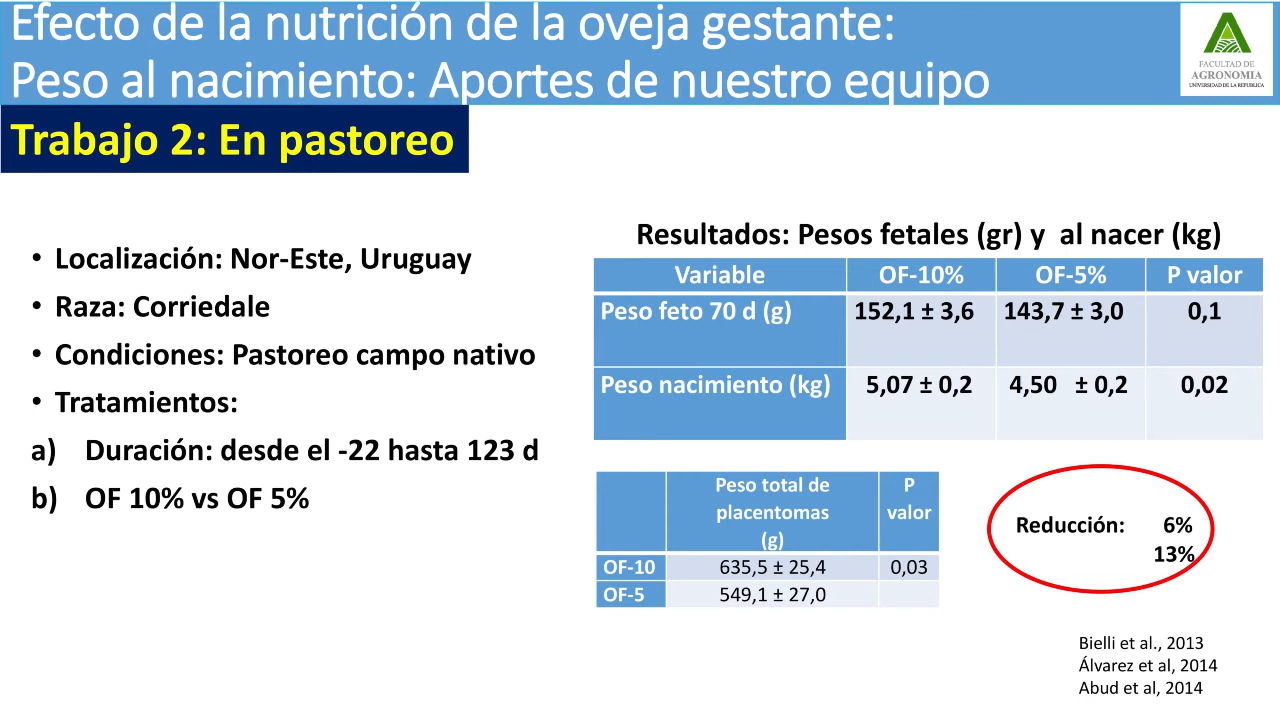 Efecto de la nutrición de la oveja gestante:
Peso al nacimiento: Aportes de nuestro equipo
FACULTAD DE
AGRONOMIA
UNIVERSIDAD DE LA REPUBLICA
Trabajo 2: En pastoreo
• Localización: Nor-Este, Uruguay
• Raza: Corriedale
• Condiciones: Pastoreo campo nativo
• Tratamientos:
a) Duración: desde el -22 hasta 123 d
b) OF 10% vs OF 5%
Resultados: Pesos fetales (gr) y al nacer (kg)
Variable OF-10% OF-5% P valor
Peso feto 70 d (g) 152,1 ± 3,6 143,7 ± 3,0 0,1
Peso nacimiento (kg) 5,07 ± 0,2 4,50 ± 0,2 0,02
Peso total de P
placentomas valor
(g)
OF-10 635,5 ± 25,4 0,03
OF-5 549,1 ± 27,0
Reducción: 6%
13%
Bielli et al., 2013
Álvarez et al, 2014
Abud et al, 2014